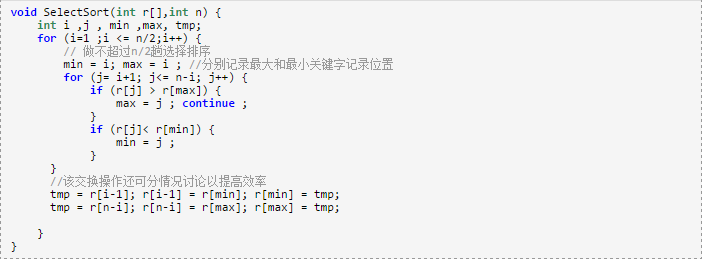 void SelectSort(int r[],int n) {
    int i ,j , min ,max, tmp;
    for (i=1 ;i <= n/2;i++) {
        // 做不超过n/2趟选择排序
        min = i; max = i ; //分别记录最大和最小关键字记录位置
        for (j= i+1; j<= n-i; j++) {
            if (r[j] > r[max]) {
                max = j ; continue ;
            }
            if (r[j]< r[min]) {
                min = j ;
            }
      }
      //该交换操作还可分情况讨论以提高效率
      tmp = r[i-1]; r[i-1] = r[min]; r[min] = tmp;
      tmp = r[n-i]; r[n-i] = r[max]; r[max] = tmp;

    }
}